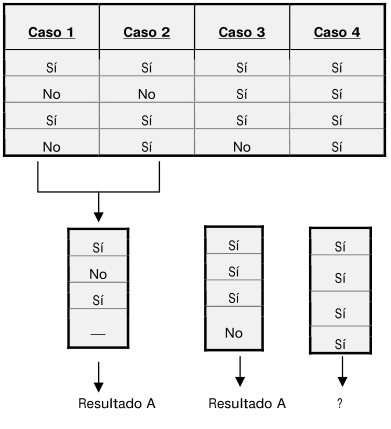 Caso 1 Caso 2 Caso 3 Caso 4
Sí Sí Sí Sí
No No Sí Sí
Sí Sí Sí Sí
No Sí No Sí
Sí Sí Sí
No Sí Sí
Sí Sí Sí
— No Sí
Resultado A Resultado A ?